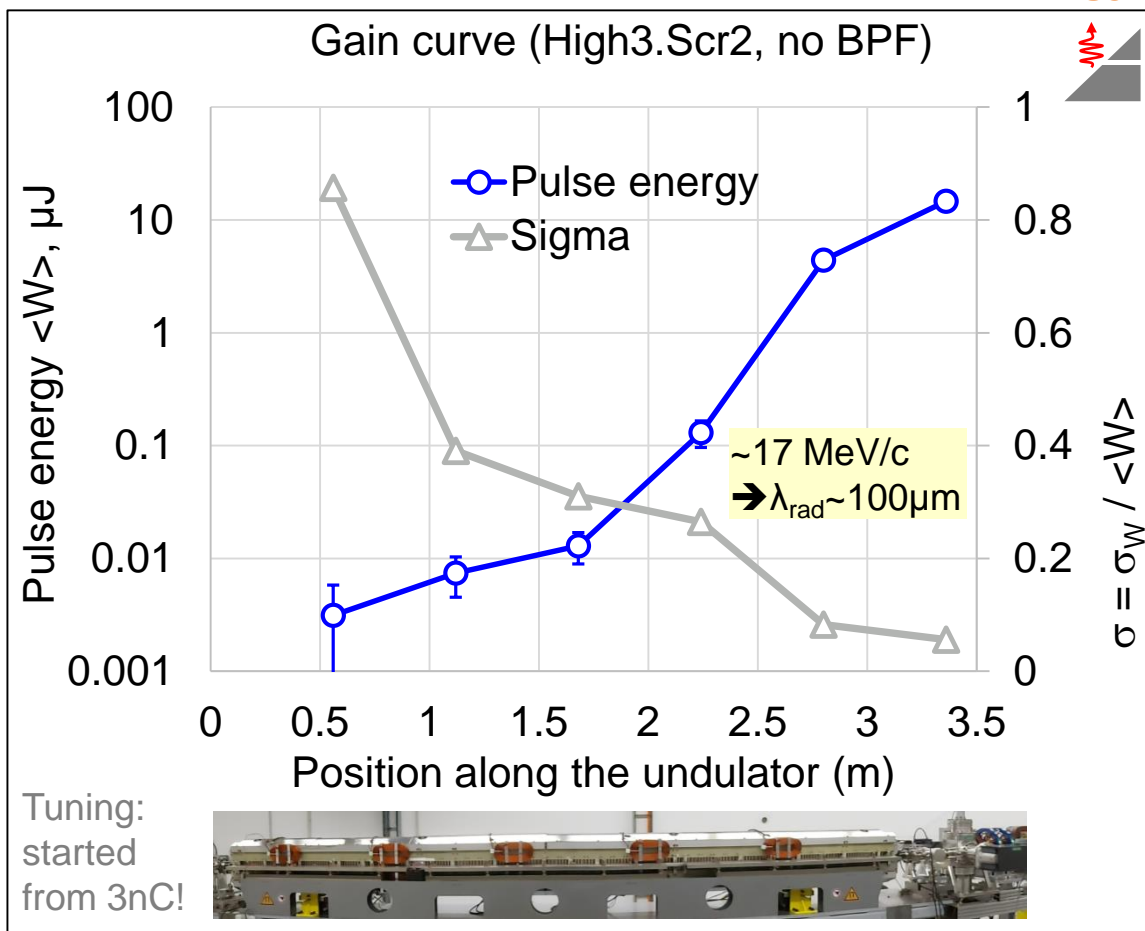 Gain curve (High3.Scr2, no BPF)
100
10
1
0.1
0.01
0.001
Pulse energy <W>, µJ
Pulse energy
Sigma
~17 MeV/c
➔λrad~100µm
1
0.8
0.6
0.4
0.2
0
σ = σW / <W>
0 0.5 1 1.5 2 2.5 3 3.5
Position along the undulator (m)
Tuning:
started
from 3nC!